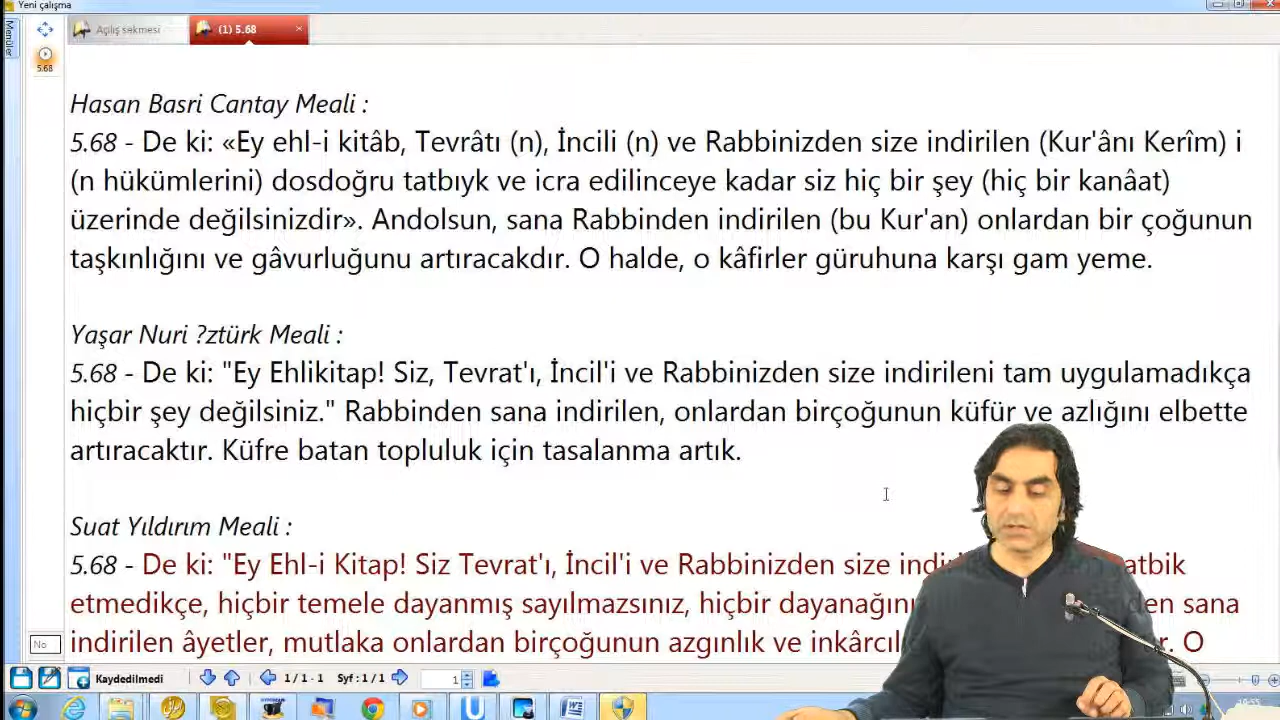 Yeni çalışma
Menüler
Açılış sekmesi
(1) 5.68
5.68
Hasan Basri Cantay Meali :
5.68 - De ki: «Ey ehl-i kitâb, Tevrâtı (n), İncili (n) ve Rabbinizden size indirilen (Kur'ânı Kerîm) i
(n hükümlerini) dosdoğru tatbıyk ve icra edilinceye kadar siz hiç bir şey (hiç bir kanâat)
üzerinde değilsinizdir». Andolsun, sana Rabbinden indirilen (bu Kur'an) onlardan bir çoğunun
taşkınlığını ve gâvurluğunu artıracakdır. O halde, o kâfirler güruhuna karşı gam yeme.
Yaşar Nuri ?ztürk Meali :
5.68 - De ki: "Ey Ehlikitap! Siz, Tevrat'ı, İncil'i ve Rabbinizden size indirileni tam uygulamadıkça
hiçbir şey değilsiniz." Rabbinden sana indirilen, onlardan birçoğunun küfür ve azlığını elbette
artıracaktır. Küfre batan topluluk için tasalanma artık.
Suat Yıldırım Meali :
5.68 - De ki: "Ey Ehl-i Kitap! Siz Tevrat'ı, İncil'i ve Rabbinizden size atbik
etmedikçe, hiçbir temele dayanmış sayılmazsınız, hiçbir sana
indirilen âyetler, mutlaka onlardan birçoğunun azgınlık ve O
No
Kaydedilmedi
1 / 1 - 1
Syf : 1 / 1
1